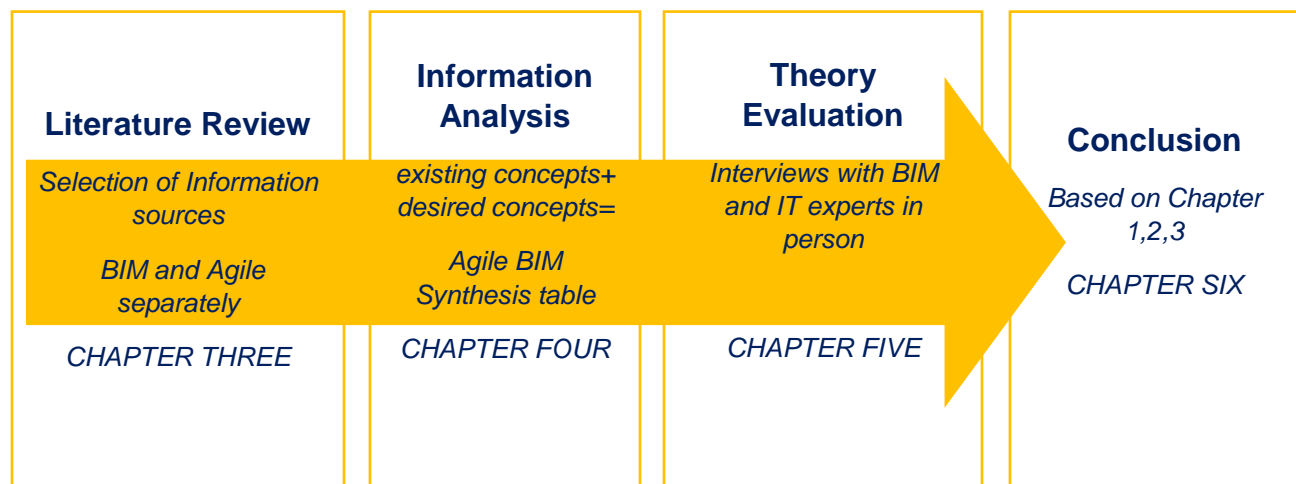 Literature Review
Selection of Information
sources
BIM and Agile
separately
CHAPTER THREE
Information
Analysis
existing concepts+
desired concepts=
Agile BIM
Synthesis table
CHAPTER FOUR
Theory
Evaluation
Interviews with BIM
and IT experts in
person
CHAPTER FIVE
Conclusion
Based on Chapter
1,2,3
CHAPTER SIX